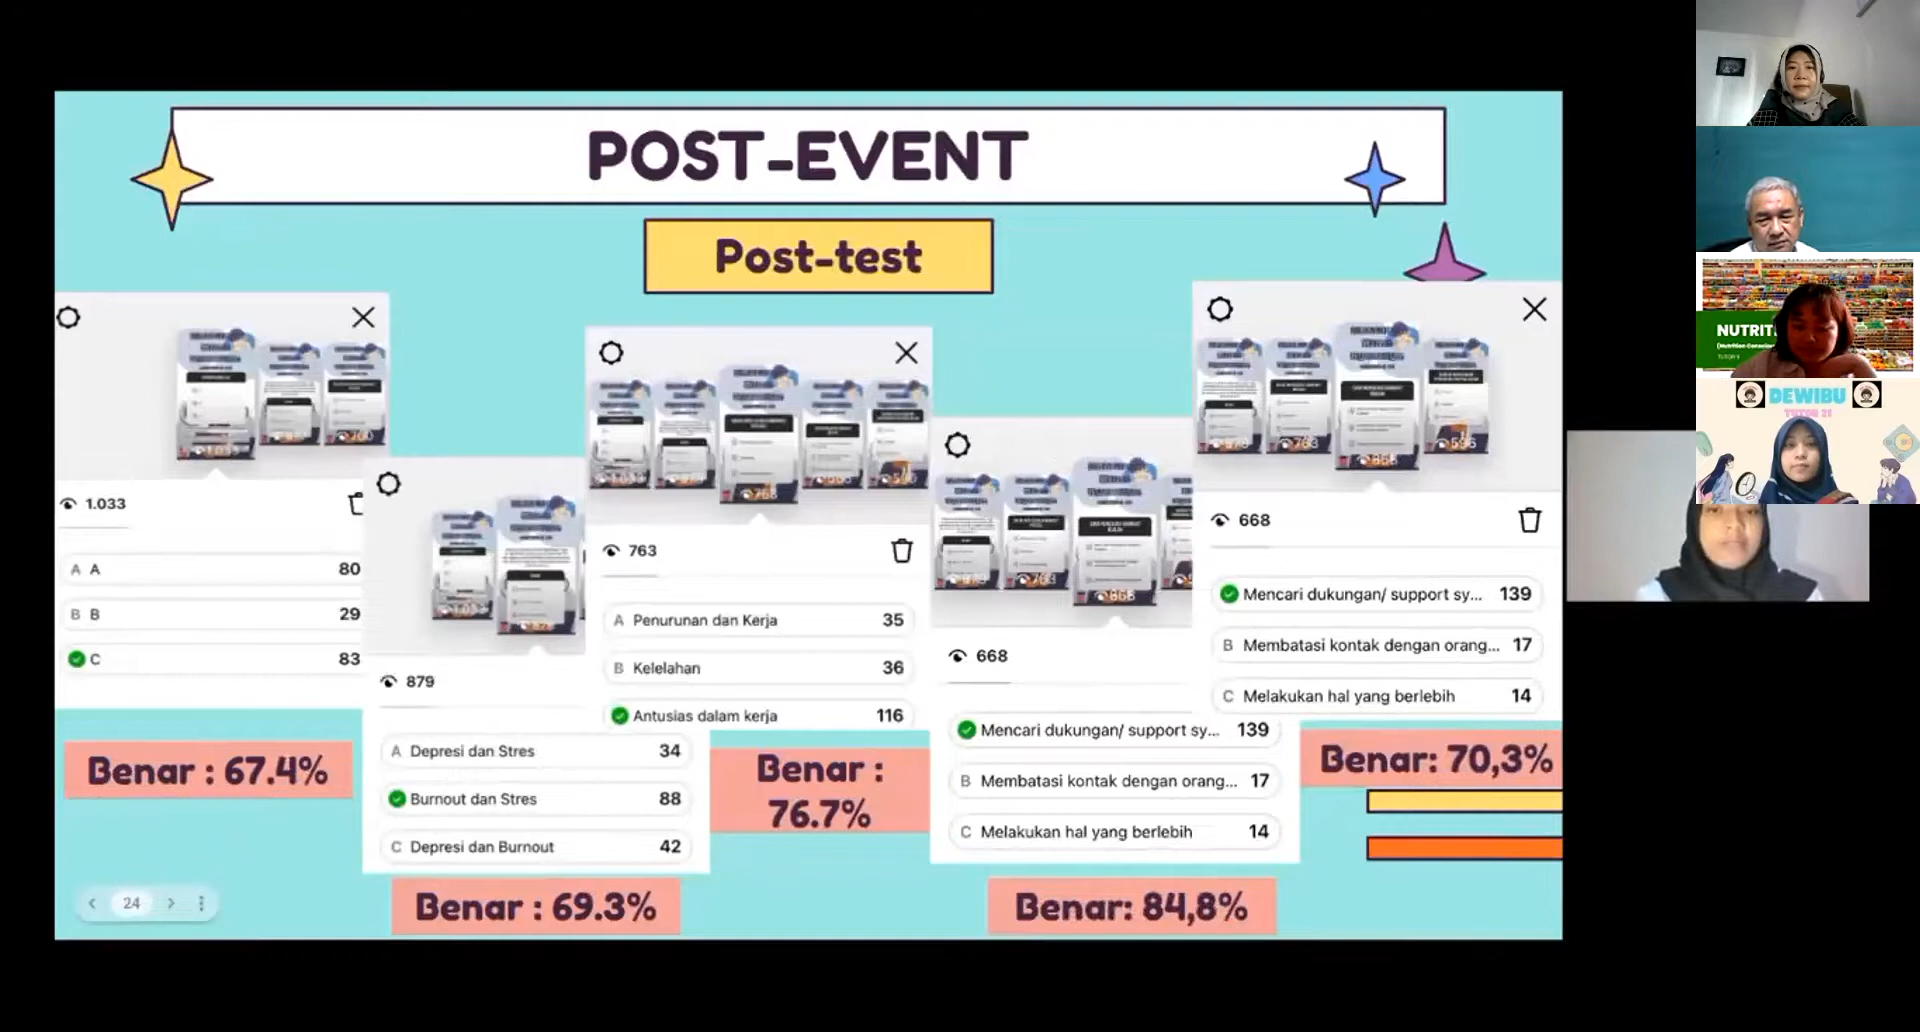 POST-EVENT
Post-test
1.033
A A 80
B B 29
C 83
Benar : 67.4%
879
A Depresi dan Stres 34
Burnout dan Stres 88
C Depresi dan Burnout 42
Benar : 69.3%
763
A Penurunan dan Kerja 35
B Kelelahan 36
Antusias dalam kerja 116
Benar :
76.7%
668
Mencari dukungan/ support sy... 139
B Membatasi kontak dengan orang... 17
C Melakukan hal yang berlebih 14
Benar: 84,8%
668
Mencari dukungan/ support sy... 139
B Membatasi kontak dengan orang... 17
C Melakukan hal yang berlebih 14
Benar: 70,3%
24
NUTRIT
DEWIBU
TUTOR 21